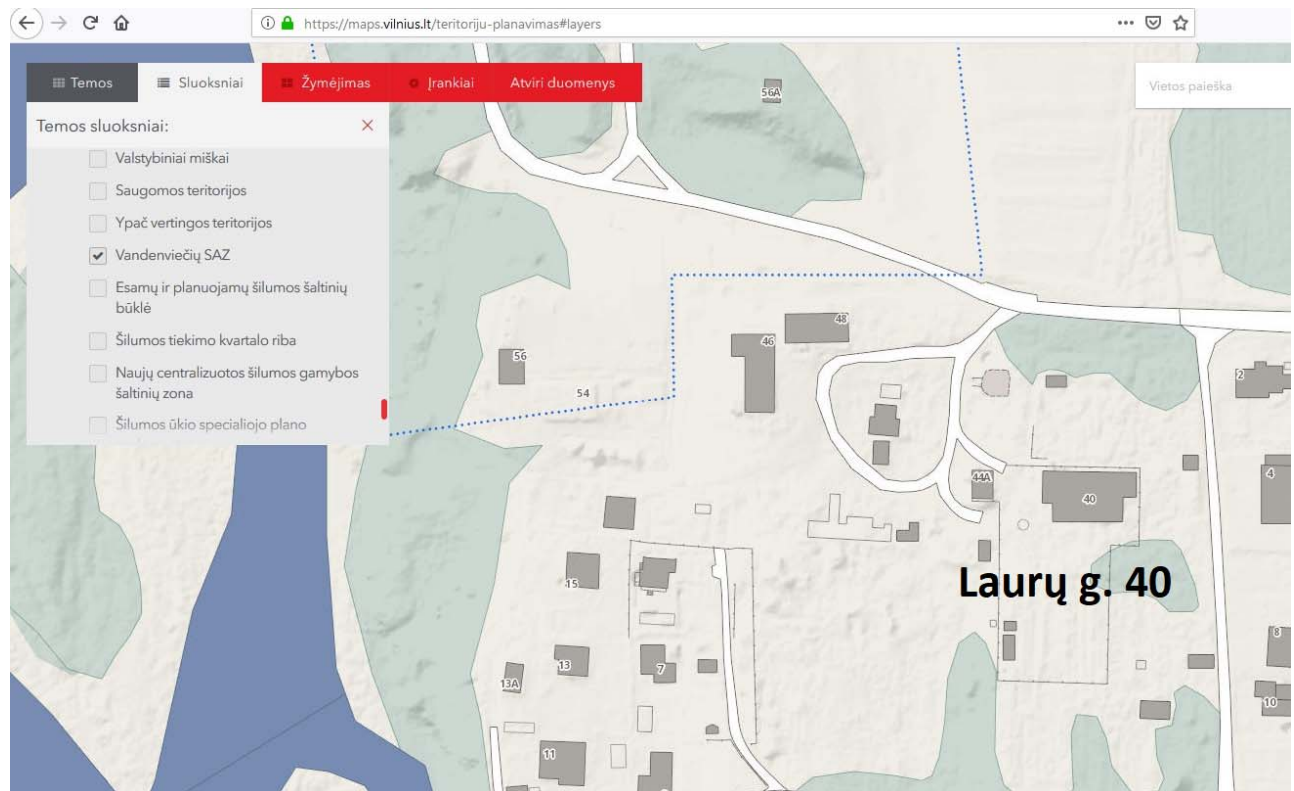 https://maps.vilnius.lt/teritoriju-planavimas#layers
Temos
Sluoksniai
Žymėjimas
Įrankiai
Atviri duomenys
Vietos paieška
Temos sluoksniai:
Valstybiniai miškai
Saugomos teritorijos
Ypač vertingos teritorijos
Vandenviečių SAZ
Esamų ir planuojamų šilumos šaltinių
būklė
Šilumos tiekimo kvartalo riba
Naujų centralizuotos šilumos gamybos
šaltinių zona
Šilumos ūkio specialiojo plano
56A
48
46
56
54
2
44A
40
4
Laurų g. 40
15
13
7
13A
8
10
11